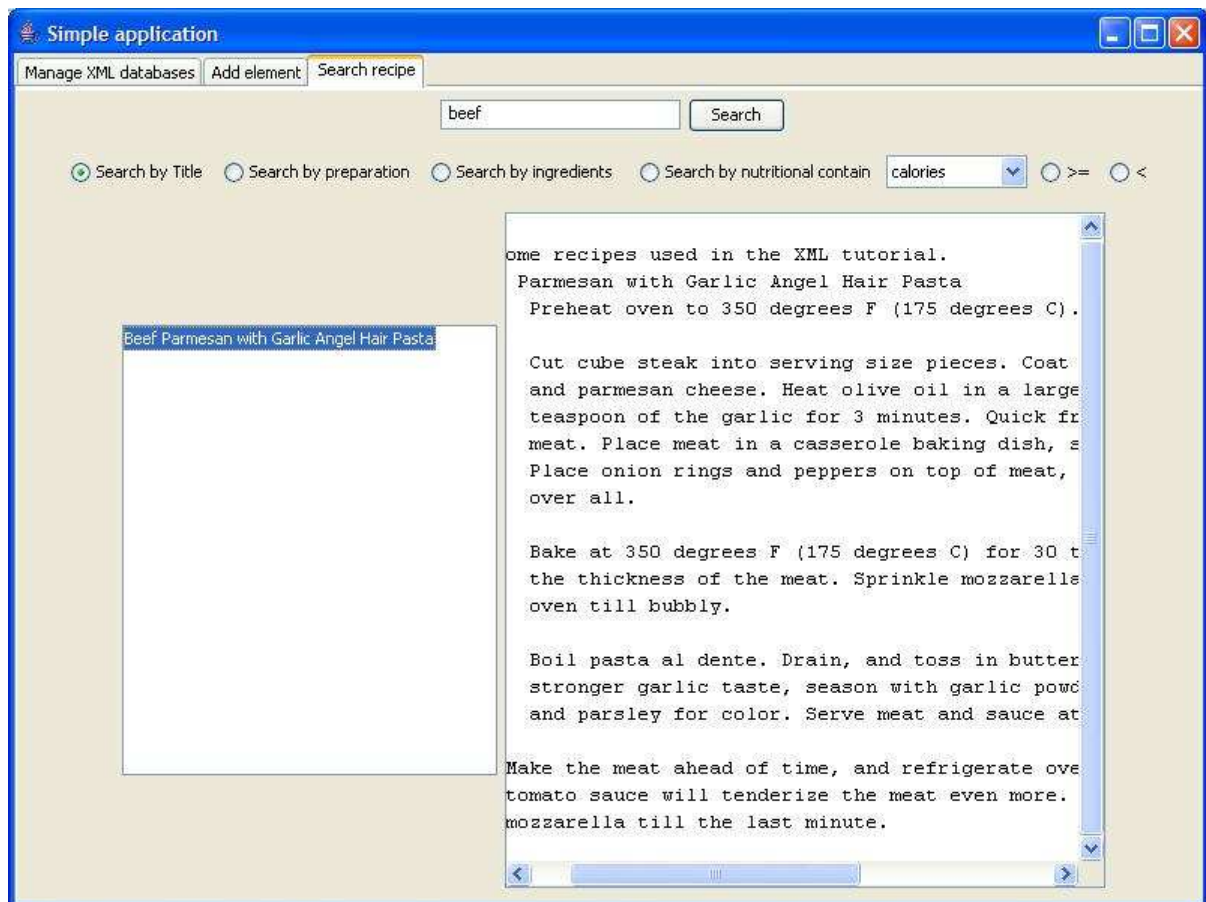 Simple application
Manage XML databases Add element Search recipe
beef Search
Search by Title Search by preparation Search by ingredients Search by nutritional contain calories >= <
ome recipes used in the XML tutorial.
Parmesan with Garlic Angel Hair Pasta
Preheat oven to 350 degrees F (175 degrees C).
Beef Parmesan with Garlic Angel Hair Pasta
Cut cube steak into serving size pieces. Coat
and parmesan cheese. Heat olive oil in a large
teaspoon of the garlic for 3 minutes. Quick fr
meat. Place meat in a casserole baking dish, s
Place onion rings and peppers on top of meat,
over all.
Bake at 350 degrees F (175 degrees C) for 30 t
the thickness of the meat. Sprinkle mozzarella
oven till bubbly.
Boil pasta al dente. Drain, and toss in butter
stronger garlic taste, season with garlic powd
and parsley for color. Serve meat and sauce at
Make the meat ahead of time, and refrigerate ove
tomato sauce will tenderize the meat even more.
mozzarella till the last minute.